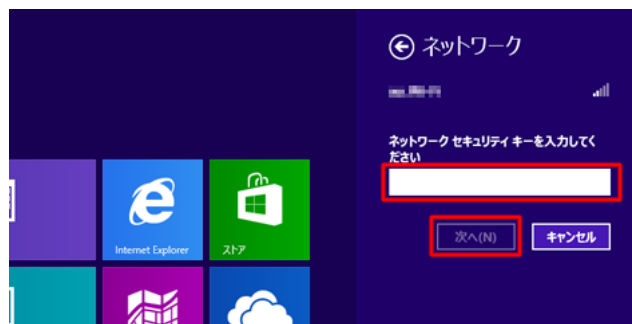 ネットワーク
ネットワーク セキュリティ キーを入力してく
ださい
次へ(N)
キャンセル
Internet Explorer
ストア